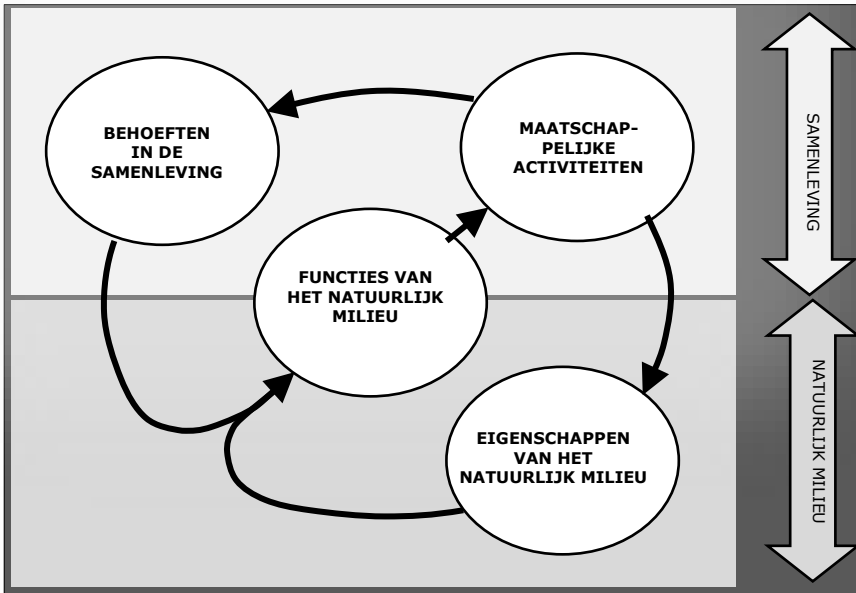 BEHOEFTEN
IN DE
SAMENLEVING
MAATSCHAP-
PELIJKE
ACTIVITEITEN
FUNCTIES VAN
HET NATUURLIJK
MILIEU
EIGENSCHAPPEN
VAN HET
NATUURLIJK MILIEU
SAMENLEVING
NATUURLIJK MILIEU